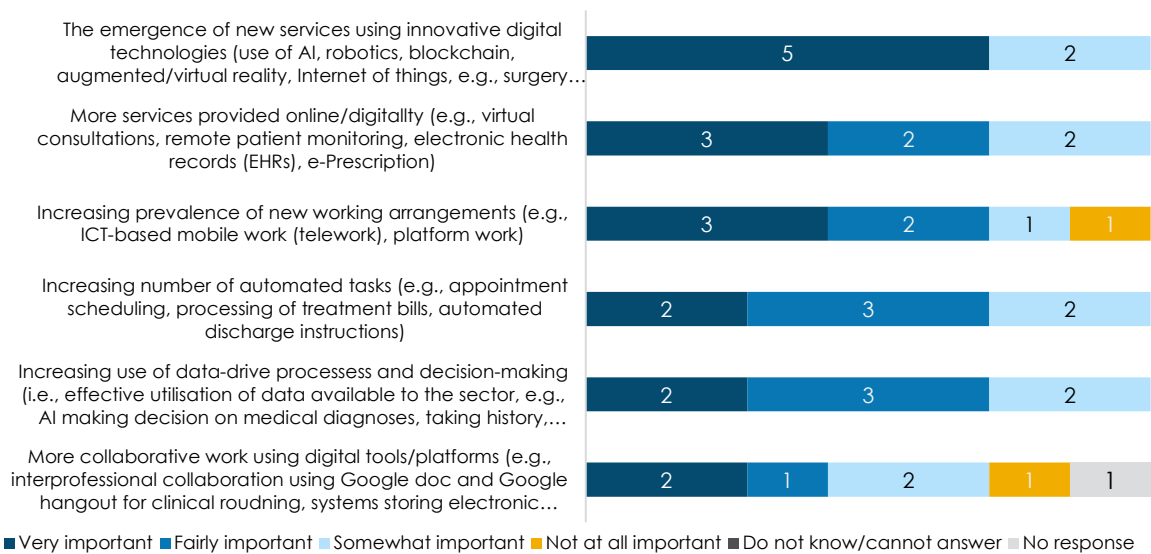 The emergence of new services using innovative digital
technologies (use of AI, robotics, blockchain,
augmented/virtual reality, Internet of things, e.g., surgery…
5 2
More services provided online/digitallty (e.g., virtual
consultations, remote patient monitoring, electronic health
records (EHRs), e-Prescription)
3 2 2
Increasing prevalence of new working arrangements (e.g.,
ICT-based mobile work (telework), platform work)
3 2 1 1
Increasing number of automated tasks (e.g., appointment
scheduling, processing of treatment bills, automated
discharge instructions)
2 3 2
Increasing use of data-drive processess and decision-making
(i.e., effective utilisation of data available to the sector, e.g.,
AI making decision on medical diagnoses, taking history,…
2 3 2
More collaborative work using digital tools/platforms (e.g.,
interprofessional collaboration using Google doc and Google
hangout for clinical roudning, systems storing electronic…
2 1 2 1 1
Very important Fairly important Somewhat important Not at all important Do not know/cannot answer No response